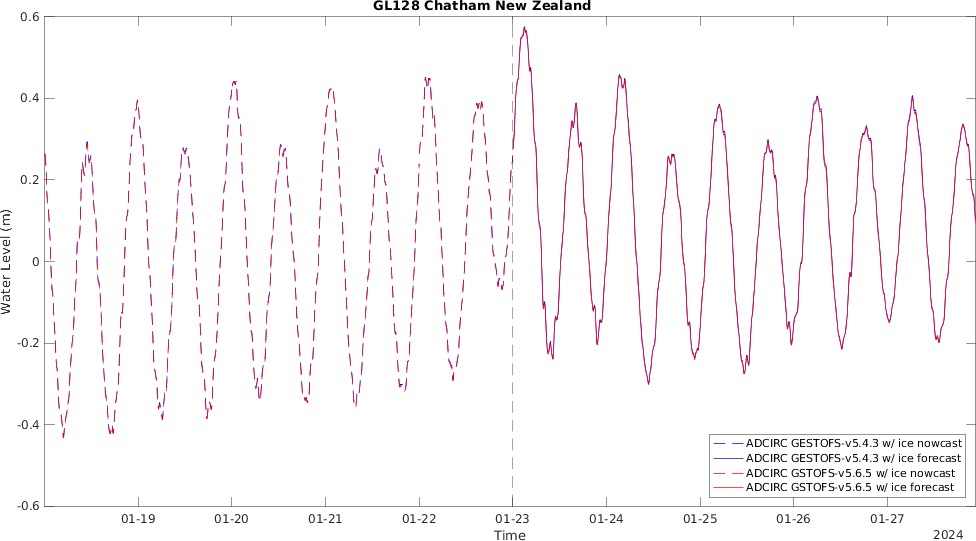 GL128 Chatham New Zealand
0.6
0.4
0.2
0
-0.2
-0.4
-0.6
Water Level (m)
ADCIRC GESTOFS-v5.4.3 w/ ice nowcast
ADCIRC GESTOFS-v5.4.3 w/ ice forecast
ADCIRC GSTOFS-v5.6.5 w/ ice nowcast
ADCIRC GSTOFS-v5.6.5 w/ ice forecast
01-19 01-20 01-21 01-22 01-23 01-24 01-25 01-26 01-27
Time
2024